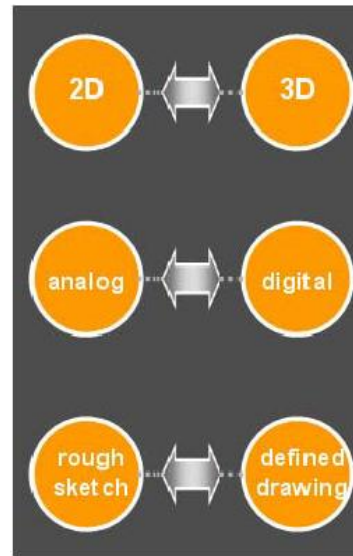 2D
3D
analog
digital
rough
sketch
defined
drawing